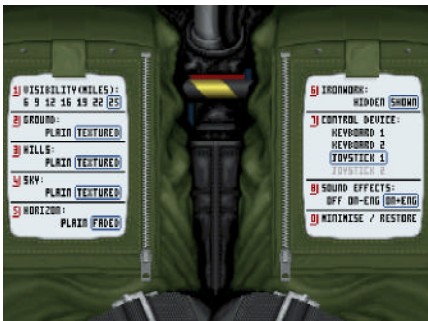 1) VISIBILITY(MILES):
6 9 12 16 19 22 25
2) GROUND:
PLAIN TEXTURED
3) HILLS:
PLAIN TEXTURED
4) SKY:
PLAIN TEXTURED
5) HORIZON:
PLAIN FADED
6) IRONWORK:
HIDDEN SHOWN
7) CONTROL DEVICE:
KEYBOARD 1
KEYBOARD 2
JOYSTICK 1
JOYSTICK 2
8) SOUND EFFECTS:
OFF ON-ENG ON+ENG
0) MINIMISE / RESTORE